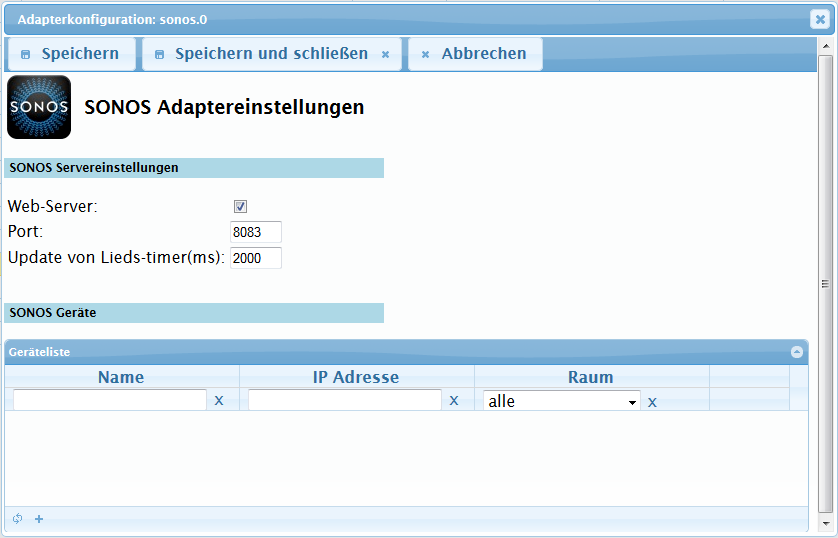 Adapterkonfiguration: sonos.0
Speichern Speichern und schließen Abbrechen
SONOS SONOS Adaptereinstellungen
SONOS Servereinstellungen
Web-Server:
Port: 8083
Update von Lieds-timer(ms): 2000
SONOS Geräte
Geräteliste
Name IP Adresse Raum
x x alle x